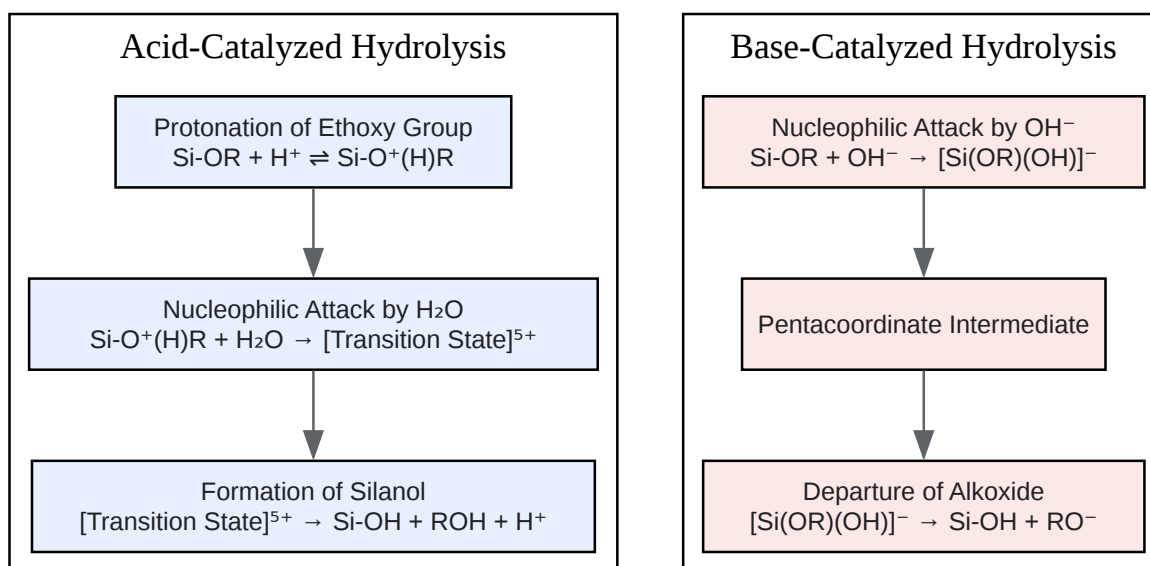 Acid-Catalyzed Hydrolysis
Protonation of Ethoxy Group
Si-OR + H⁺ ⇌ Si-O⁺(H)R
Nucleophilic Attack by H₂O
Si-O⁺(H)R + H₂O → [Transition State]⁵⁺
Formation of Silanol
[Transition State]⁵⁺ → Si-OH + ROH + H⁺
Base-Catalyzed Hydrolysis
Nucleophilic Attack by OH⁻
Si-OR + OH⁻ → [Si(OR)(OH)]⁻
Pentacoordinate Intermediate
Departure of Alkoxide
[Si(OR)(OH)]⁻ → Si-OH + RO⁻